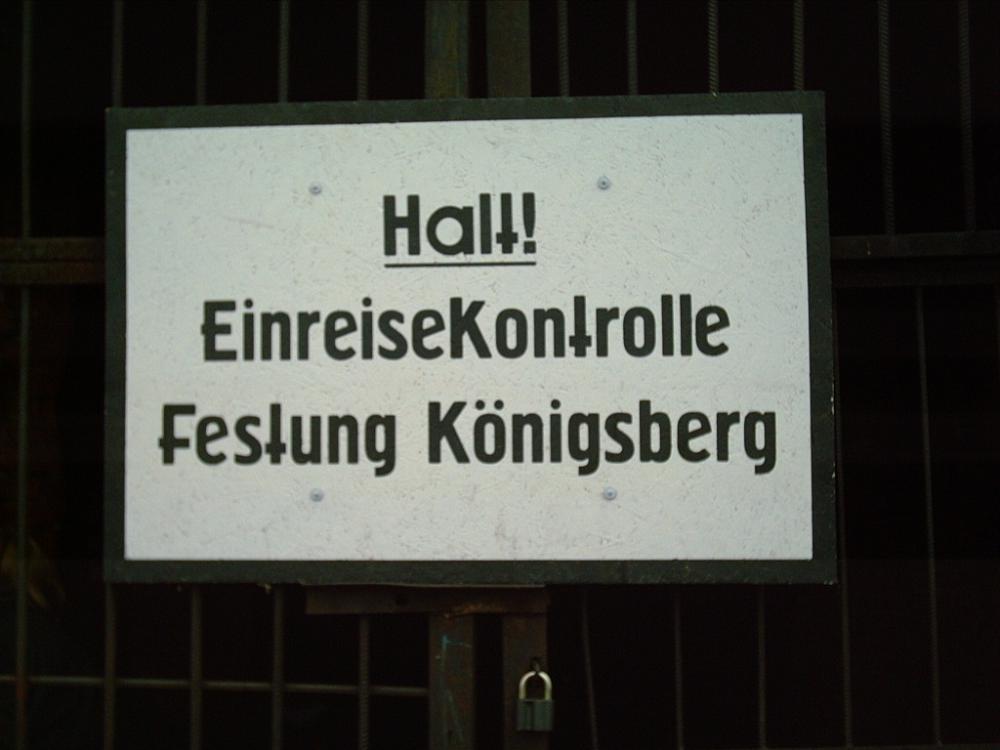 Halt!
EinreiseKontrolle
Festung Königsberg